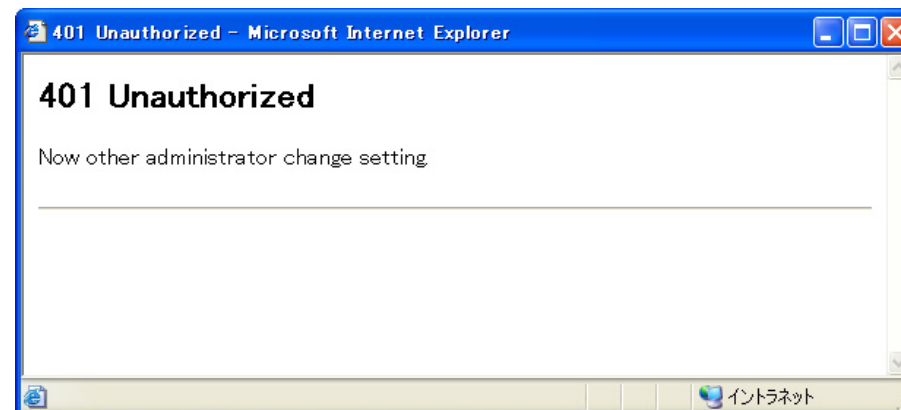 401 Unauthorized - Microsoft Internet Explorer
401 Unauthorized
Now other administrator change setting.
イントラネット